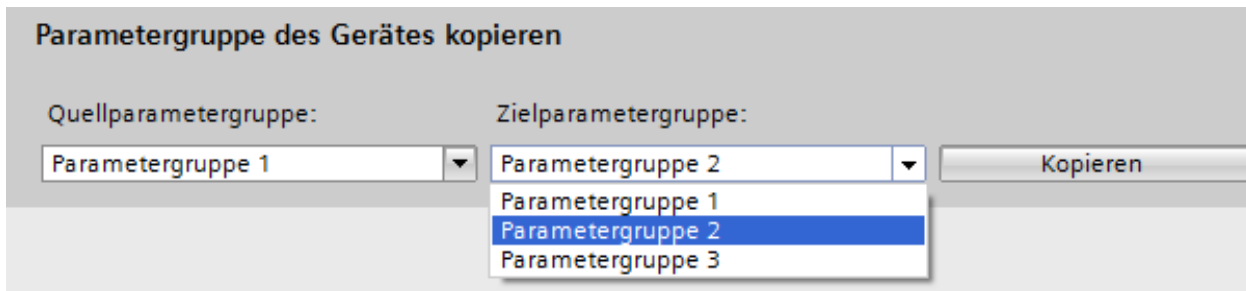 Parametergruppe des Gerätes kopieren
Quellparametergruppe: Zielparametergruppe:
Parametergruppe 1 Parametergruppe 2 Kopieren
Parametergruppe 1
Parametergruppe 2
Parametergruppe 3